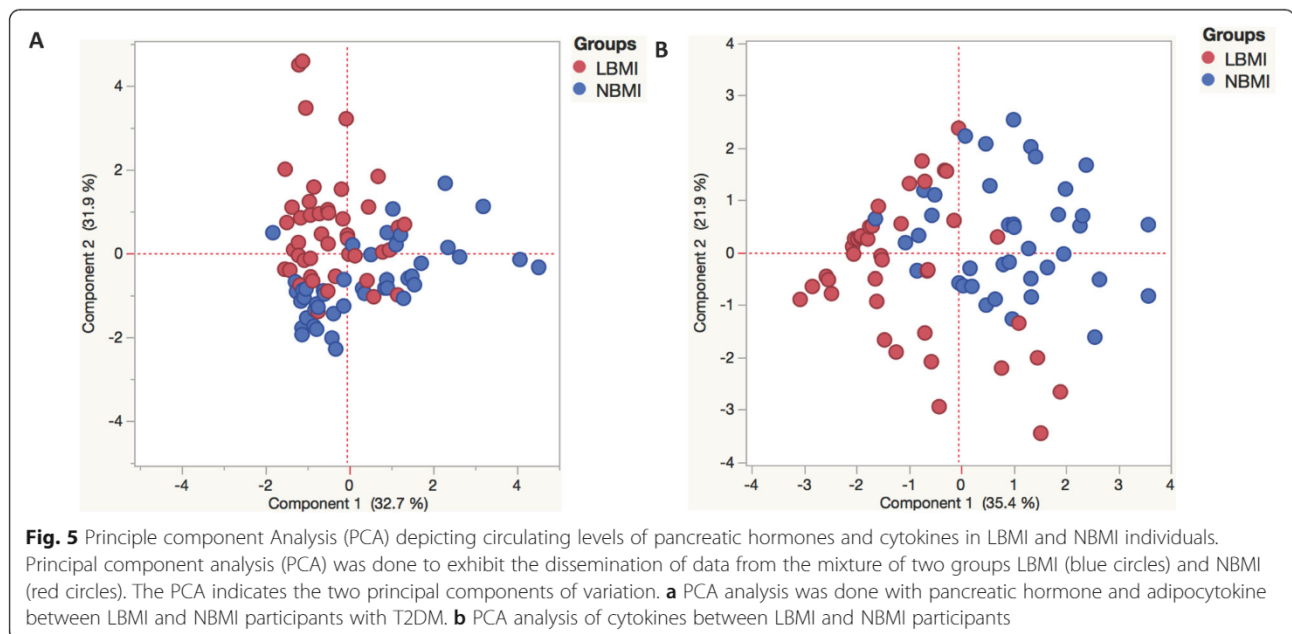 A
Groups
LBMI
NBMI
4
2
0
-2
-4
Component 2 (31.9 %)
-4
-2
0
2
4
Component 1 (32.7 %)
B
Groups
LBMI
NBMI
4
3
2
1
0
-1
-2
-3
-4
Component 2 (21.9 %)
-4
-3
-2
-1
0
1
2
3
4
Component 1 (35.4 %)
Fig. 5 Principle component Analysis (PCA) depicting circulating levels of pancreatic hormones and cytokines in LBMI and NBMI individuals.
Principal component analysis (PCA) was done to exhibit the dissemination of data from the mixture of two groups LBMI (blue circles) and NBMI
(red circles). The PCA indicates the two principal components of variation. a PCA analysis was done with pancreatic hormone and adipocytokine
between LBMI and NBMI participants with T2DM. b PCA analysis of cytokines between LBMI and NBMI participants